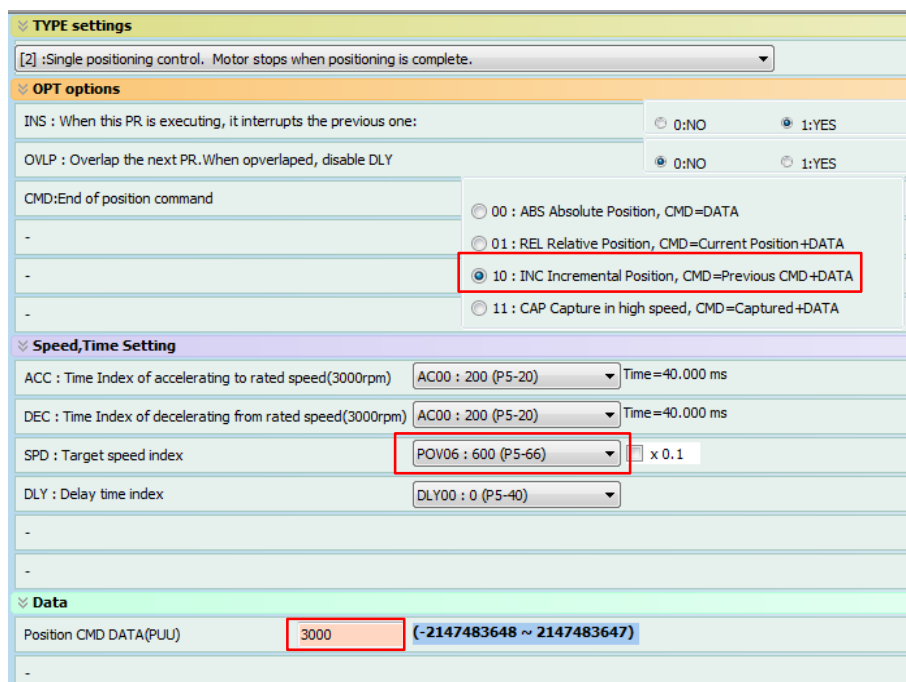 TYPE settings
[2] :Single positioning control. Motor stops when positioning is complete.
OPT options
INS : When this PR is executing, it interrupts the previous one:
0:NO
1:YES
OVLP : Overlap the next PR.When opverlaped, disable DLY
0:NO
1:YES
CMD:End of position command
00 : ABS Absolute Position, CMD=DATA
-
01 : REL Relative Position, CMD=Current Position+DATA
-
10 : INC Incremental Position, CMD=Previous CMD+DATA
-
11 : CAP Capture in high speed, CMD=Captured+DATA
Speed,Time Setting
ACC : Time Index of accelerating to rated speed(3000rpm)
AC00 : 200 (P5-20)
Time=40.000 ms
DEC : Time Index of decelerating from rated speed(3000rpm)
AC00 : 200 (P5-20)
Time=40.000 ms
SPD : Target speed index
POV06 : 600 (P5-66)
x 0.1
DLY : Delay time index
DLY00 : 0 (P5-40)
-
-
Data
Position CMD DATA(PUU)
3000
(-2147483648 ~ 2147483647)
-